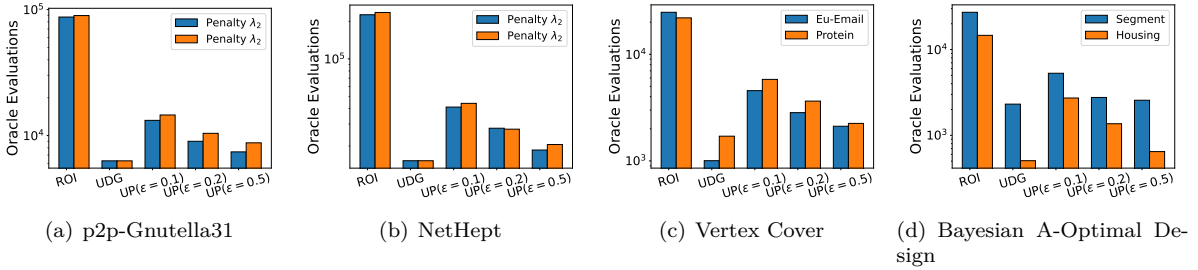 Oracle Evaluations
10⁵
10⁴
Penalty λ₂
Penalty λ₂
ROI
UDG
UP(ε = 0.1)
UP(ε = 0.2)
UP(ε = 0.5)
(a) p2p-Gnutella31
Oracle Evaluations
10⁵
Penalty λ₂
Penalty λ₂
ROI
UDG
UP(ε = 0.1)
UP(ε = 0.2)
UP(ε = 0.5)
(b) NetHept
Oracle Evaluations
10⁴
10³
Eu-Email
Protein
ROI
UDG
UP(ε = 0.1)
UP(ε = 0.2)
UP(ε = 0.5)
(c) Vertex Cover
Oracle Evaluations
10⁴
10³
Segment
Housing
ROI
UDG
UP(ε = 0.1)
UP(ε = 0.2)
UP(ε = 0.5)
(d) Bayesian A-Optimal De-
sign